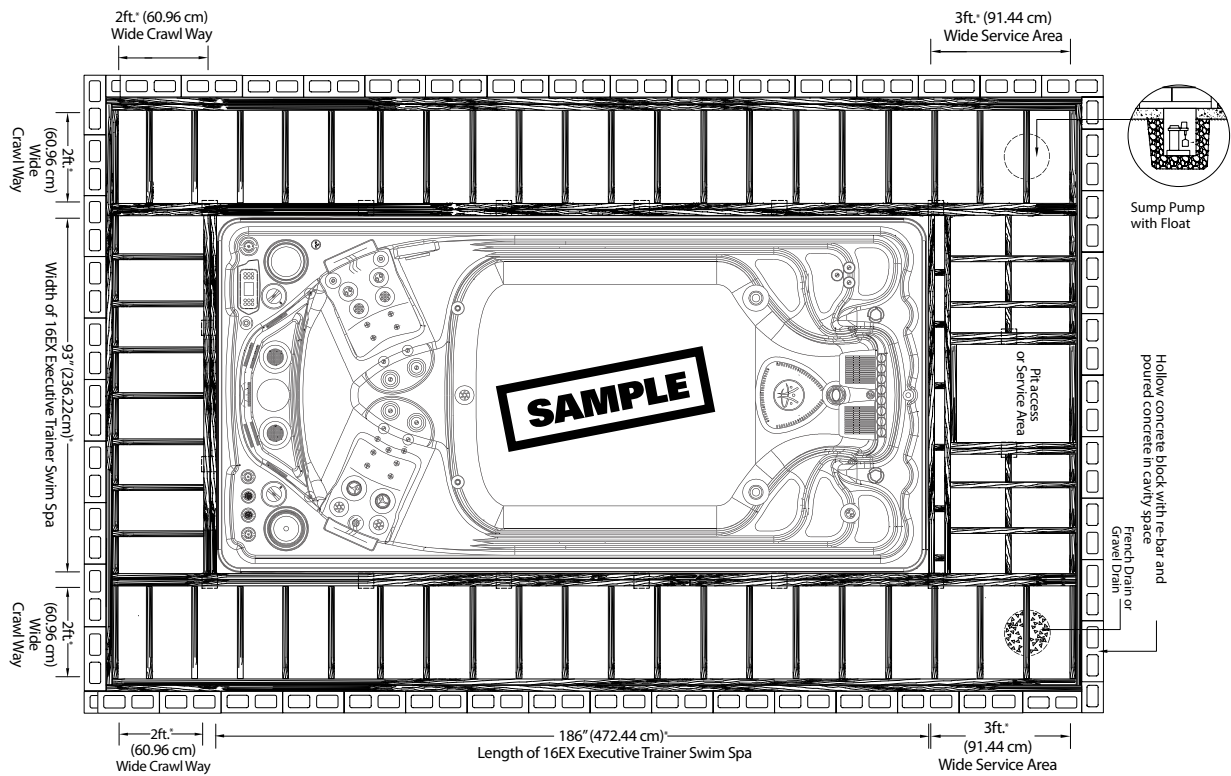 2ft.* (60.96 cm)
Wide Crawl Way
3ft.* (91.44 cm)
Wide Service Area
2ft.*
(60.96 cm)
Wide
Crawl Way
Sump Pump
with Float
93” (236.22cm)*
Width of 16EX Executive Trainer Swim Spa
SAMPLE
Pit access
or Service Area
Hollow concrete block with re-bar and
poured concrete in cavity space
French Drain or
Gravel Drain
2ft.*
(60.96 cm)
Wide
Crawl Way
2ft.*
(60.96 cm)
Wide Crawl Way
186” (472.44 cm)*
Length of 16EX Executive Trainer Swim Spa
3ft.*
(91.44 cm)
Wide Service Area